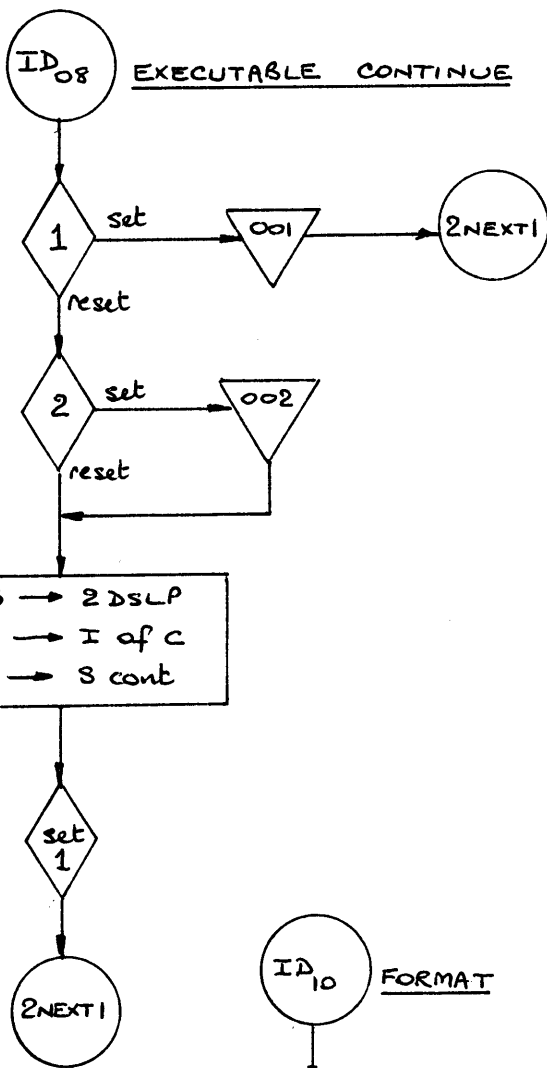 ID08 EXECUTABLE CONTINUE
1 set 001 2NEXT1
reset
2 set 002
reset
→ 2DSLP
→ I of C
→ S cont
set
1
2NEXT1
ID10 FORMAT